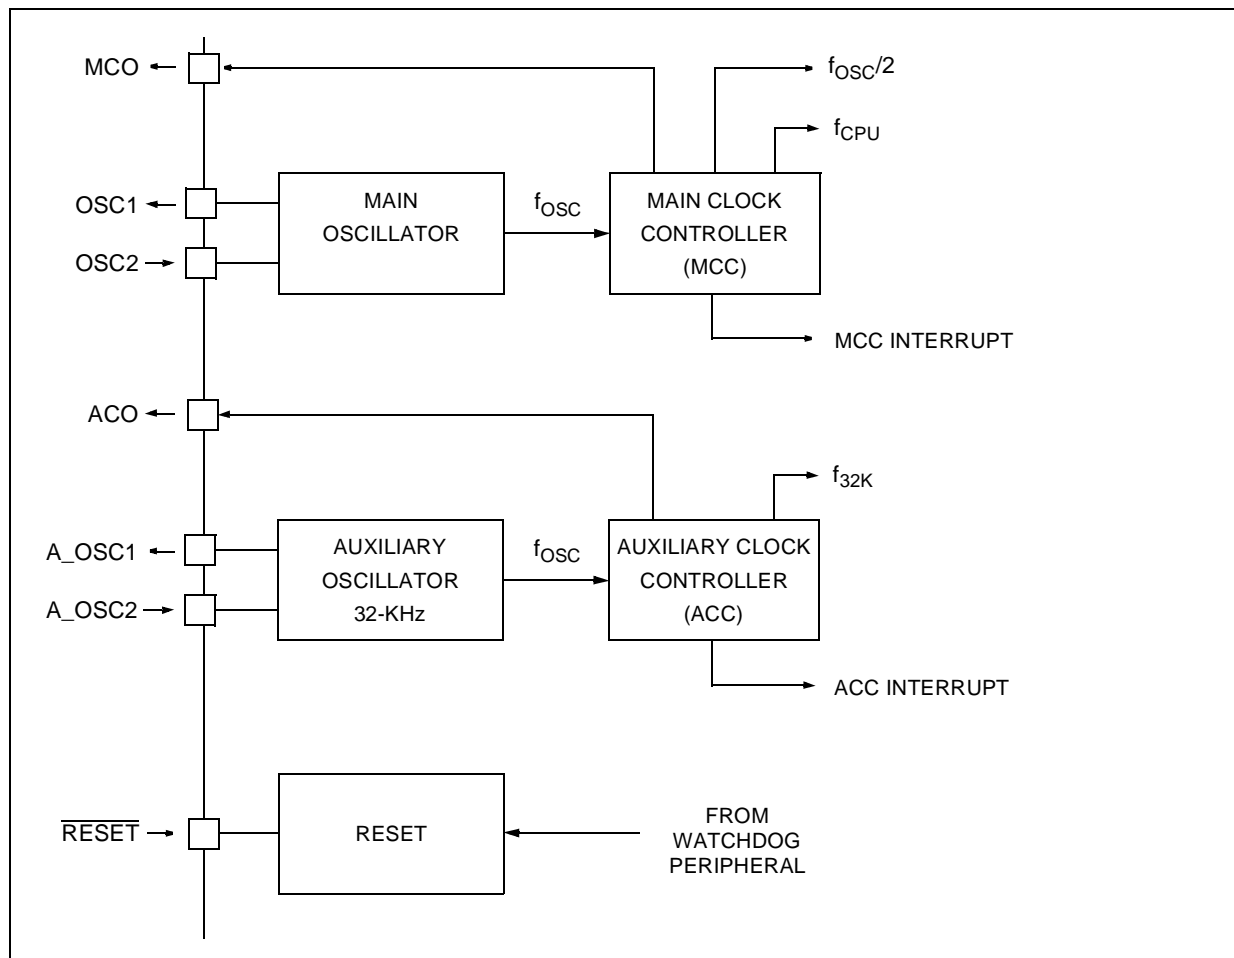 MCO
f_OSC/2
f_CPU
OSC1
MAIN
OSCILLATOR
f_OSC
MAIN CLOCK
CONTROLLER
(MCC)
OSC2
MCC INTERRUPT
ACO
f_32K
A_OSC1
AUXILIARY
OSCILLATOR
32-KHz
f_OSC
AUXILIARY CLOCK
CONTROLLER
(ACC)
A_OSC2
ACC INTERRUPT
RESET
RESET
FROM
WATCHDOG
PERIPHERAL